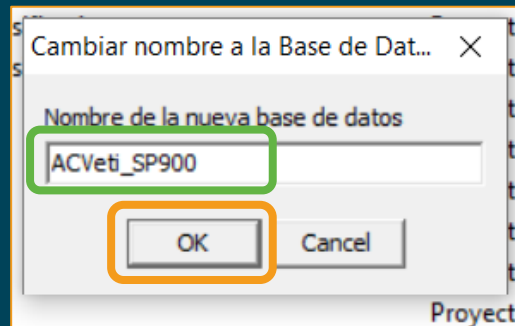 Cambiar nombre a la Base de Dat...
Nombre de la nueva base de datos
ACVeti_SP900
OK
Cancel
Proyect